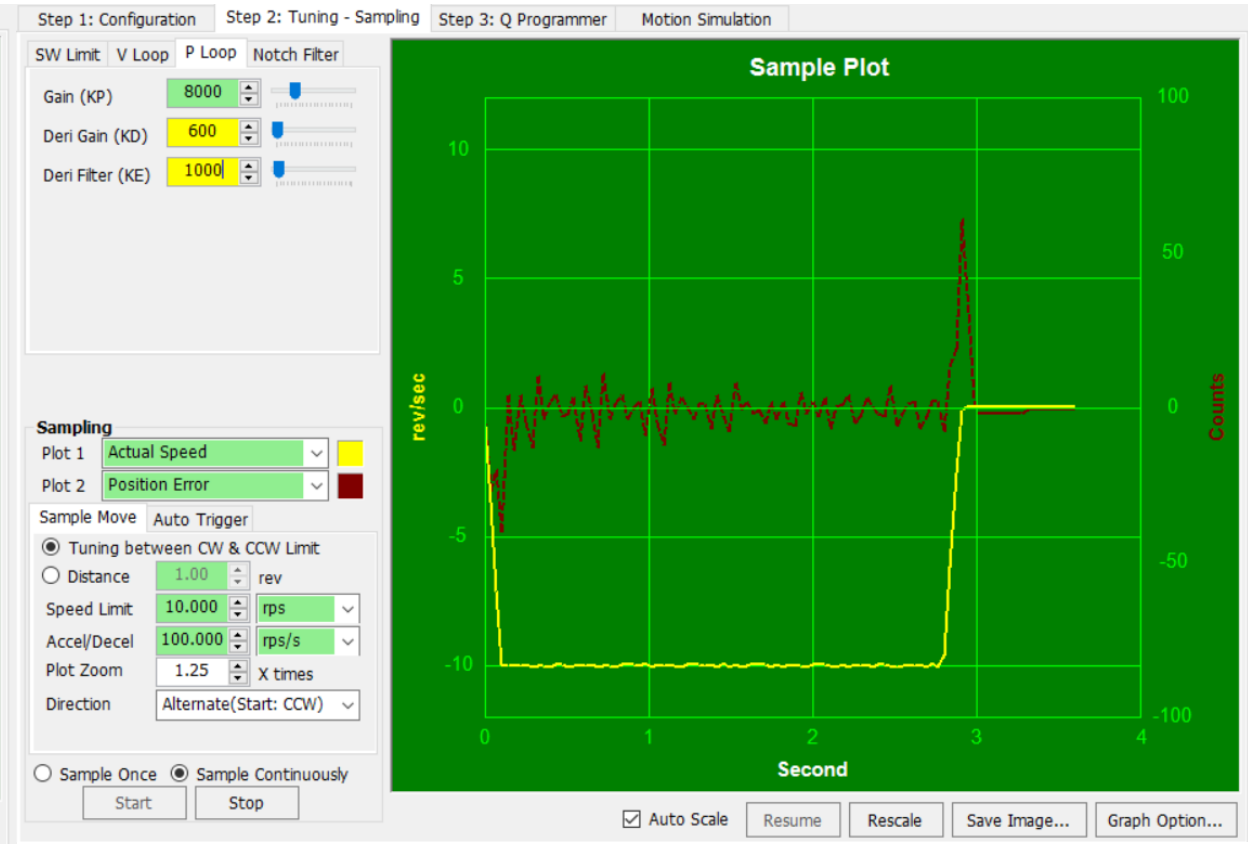 Step 1: Configuration Step 2: Tuning - Sampling Step 3: Q Programmer Motion Simulation
SW Limit V Loop P Loop Notch Filter
Gain (KP) 8000
Deri Gain (KD) 600
Deri Filter (KE) 1000
Sampling
Plot 1 Actual Speed
Plot 2 Position Error
Sample Move Auto Trigger
Tuning between CW & CCW Limit
Distance 1.00 rev
Speed Limit 10.000 rps
Accel/Decel 100.000 rps/s
Plot Zoom 1.25 X times
Direction Alternate(Start: CCW)
Sample Once Sample Continuously
Start Stop
Sample Plot
100
10
50
5
rev/sec
0 0
Counts
-5
-50
-10
-100
0 1 2 3 4
Second
Auto Scale Resume Rescale Save Image... Graph Option...